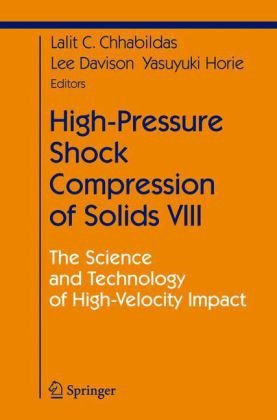 Lalit C. Chhabildas
Lee Davison Yasuyuki Horie
Editors
High-Pressure
Shock
Compression
of Solids VIII
The Science
and Technology
of High-Velocity Impact
Springer